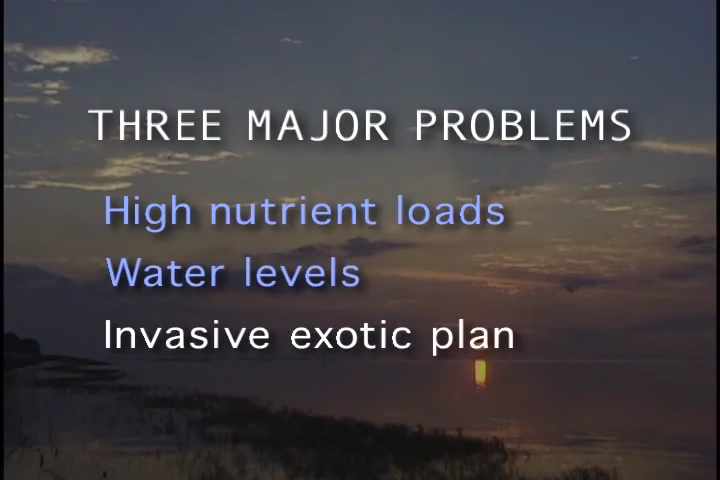 THREE MAJOR PROBLEMS
High nutrient loads
Water levels
Invasive exotic plan